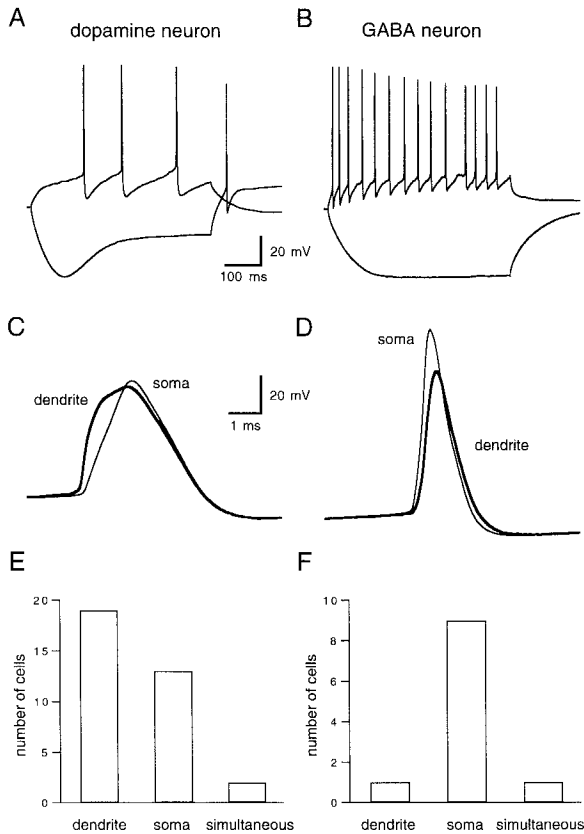 A
dopamine neuron
B
GABA neuron
20 mV
100 ms
C
D
soma
dendrite
soma
20 mV
1 ms
dendrite
E
F
number of cells
20
15
10
5
0
dendrite
soma
simultaneous
number of cells
10
8
6
4
2
0
dendrite
soma
simultaneous